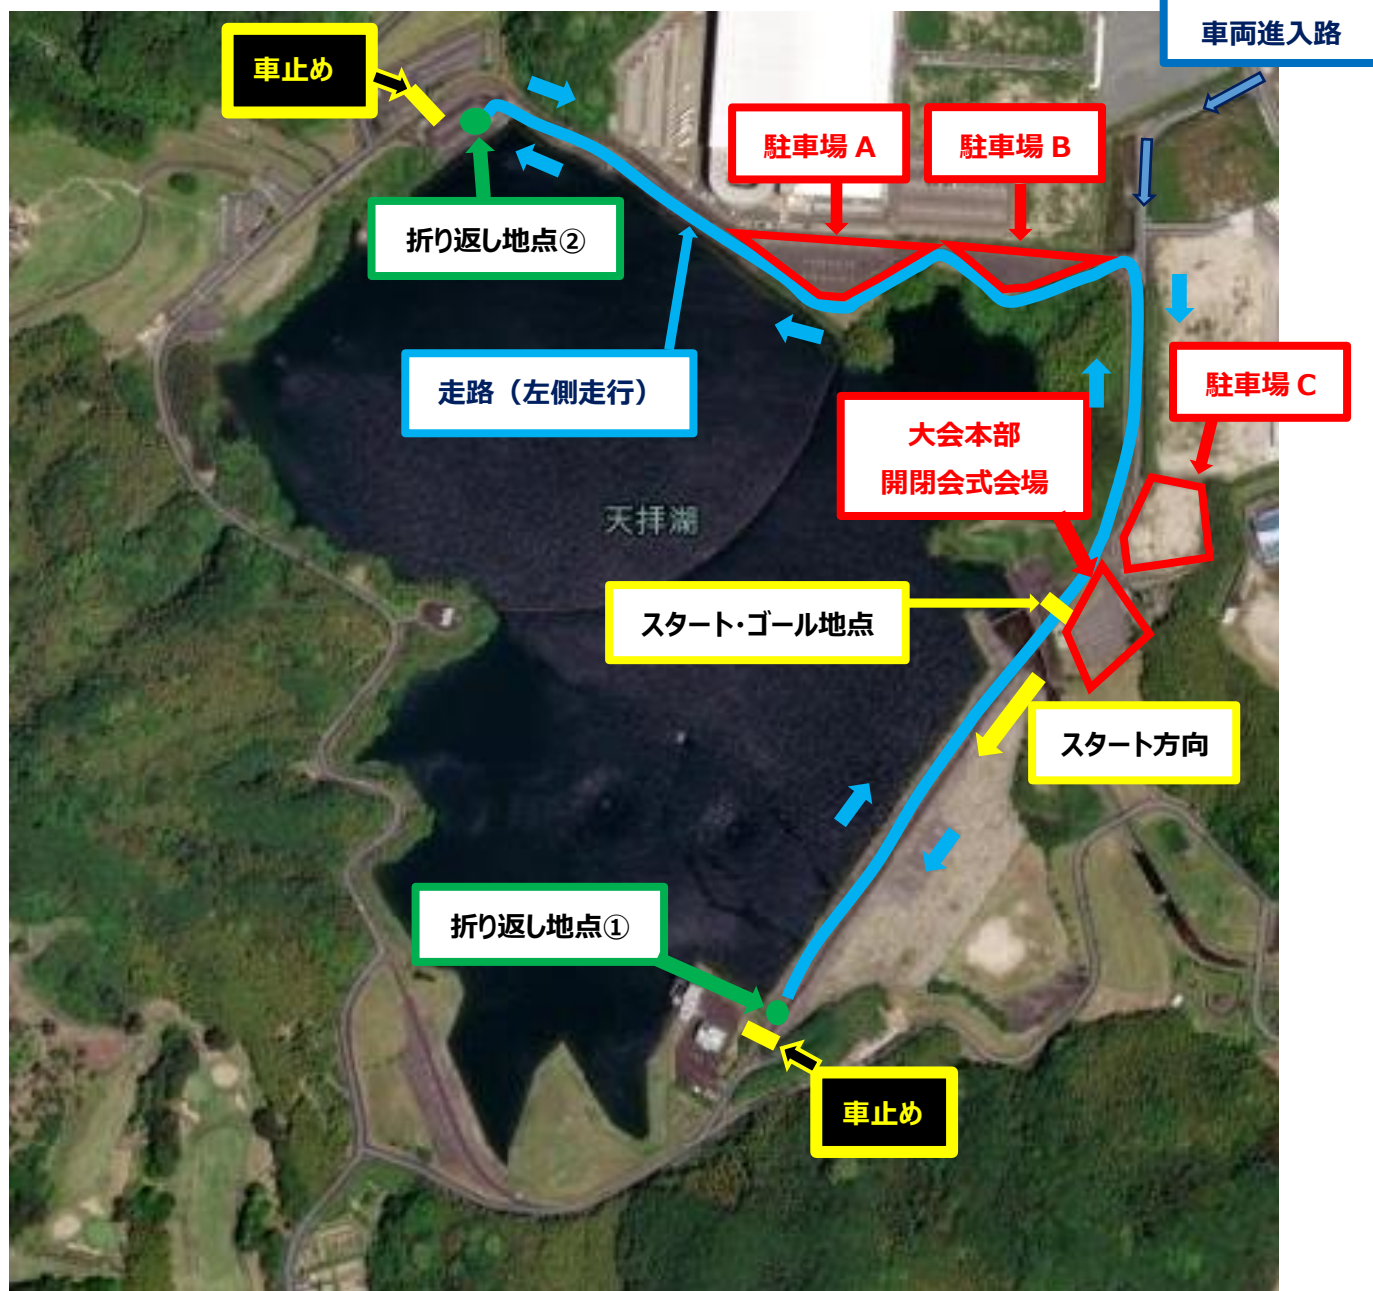 車両進入路
車止め
駐車場 A
駐車場 B
折り返し地点②
走路（左側走行）
駐車場 C
大会本部
開閉会式会場
天拝湖
スタート・ゴール地点
スタート方向
折り返し地点①
車止め